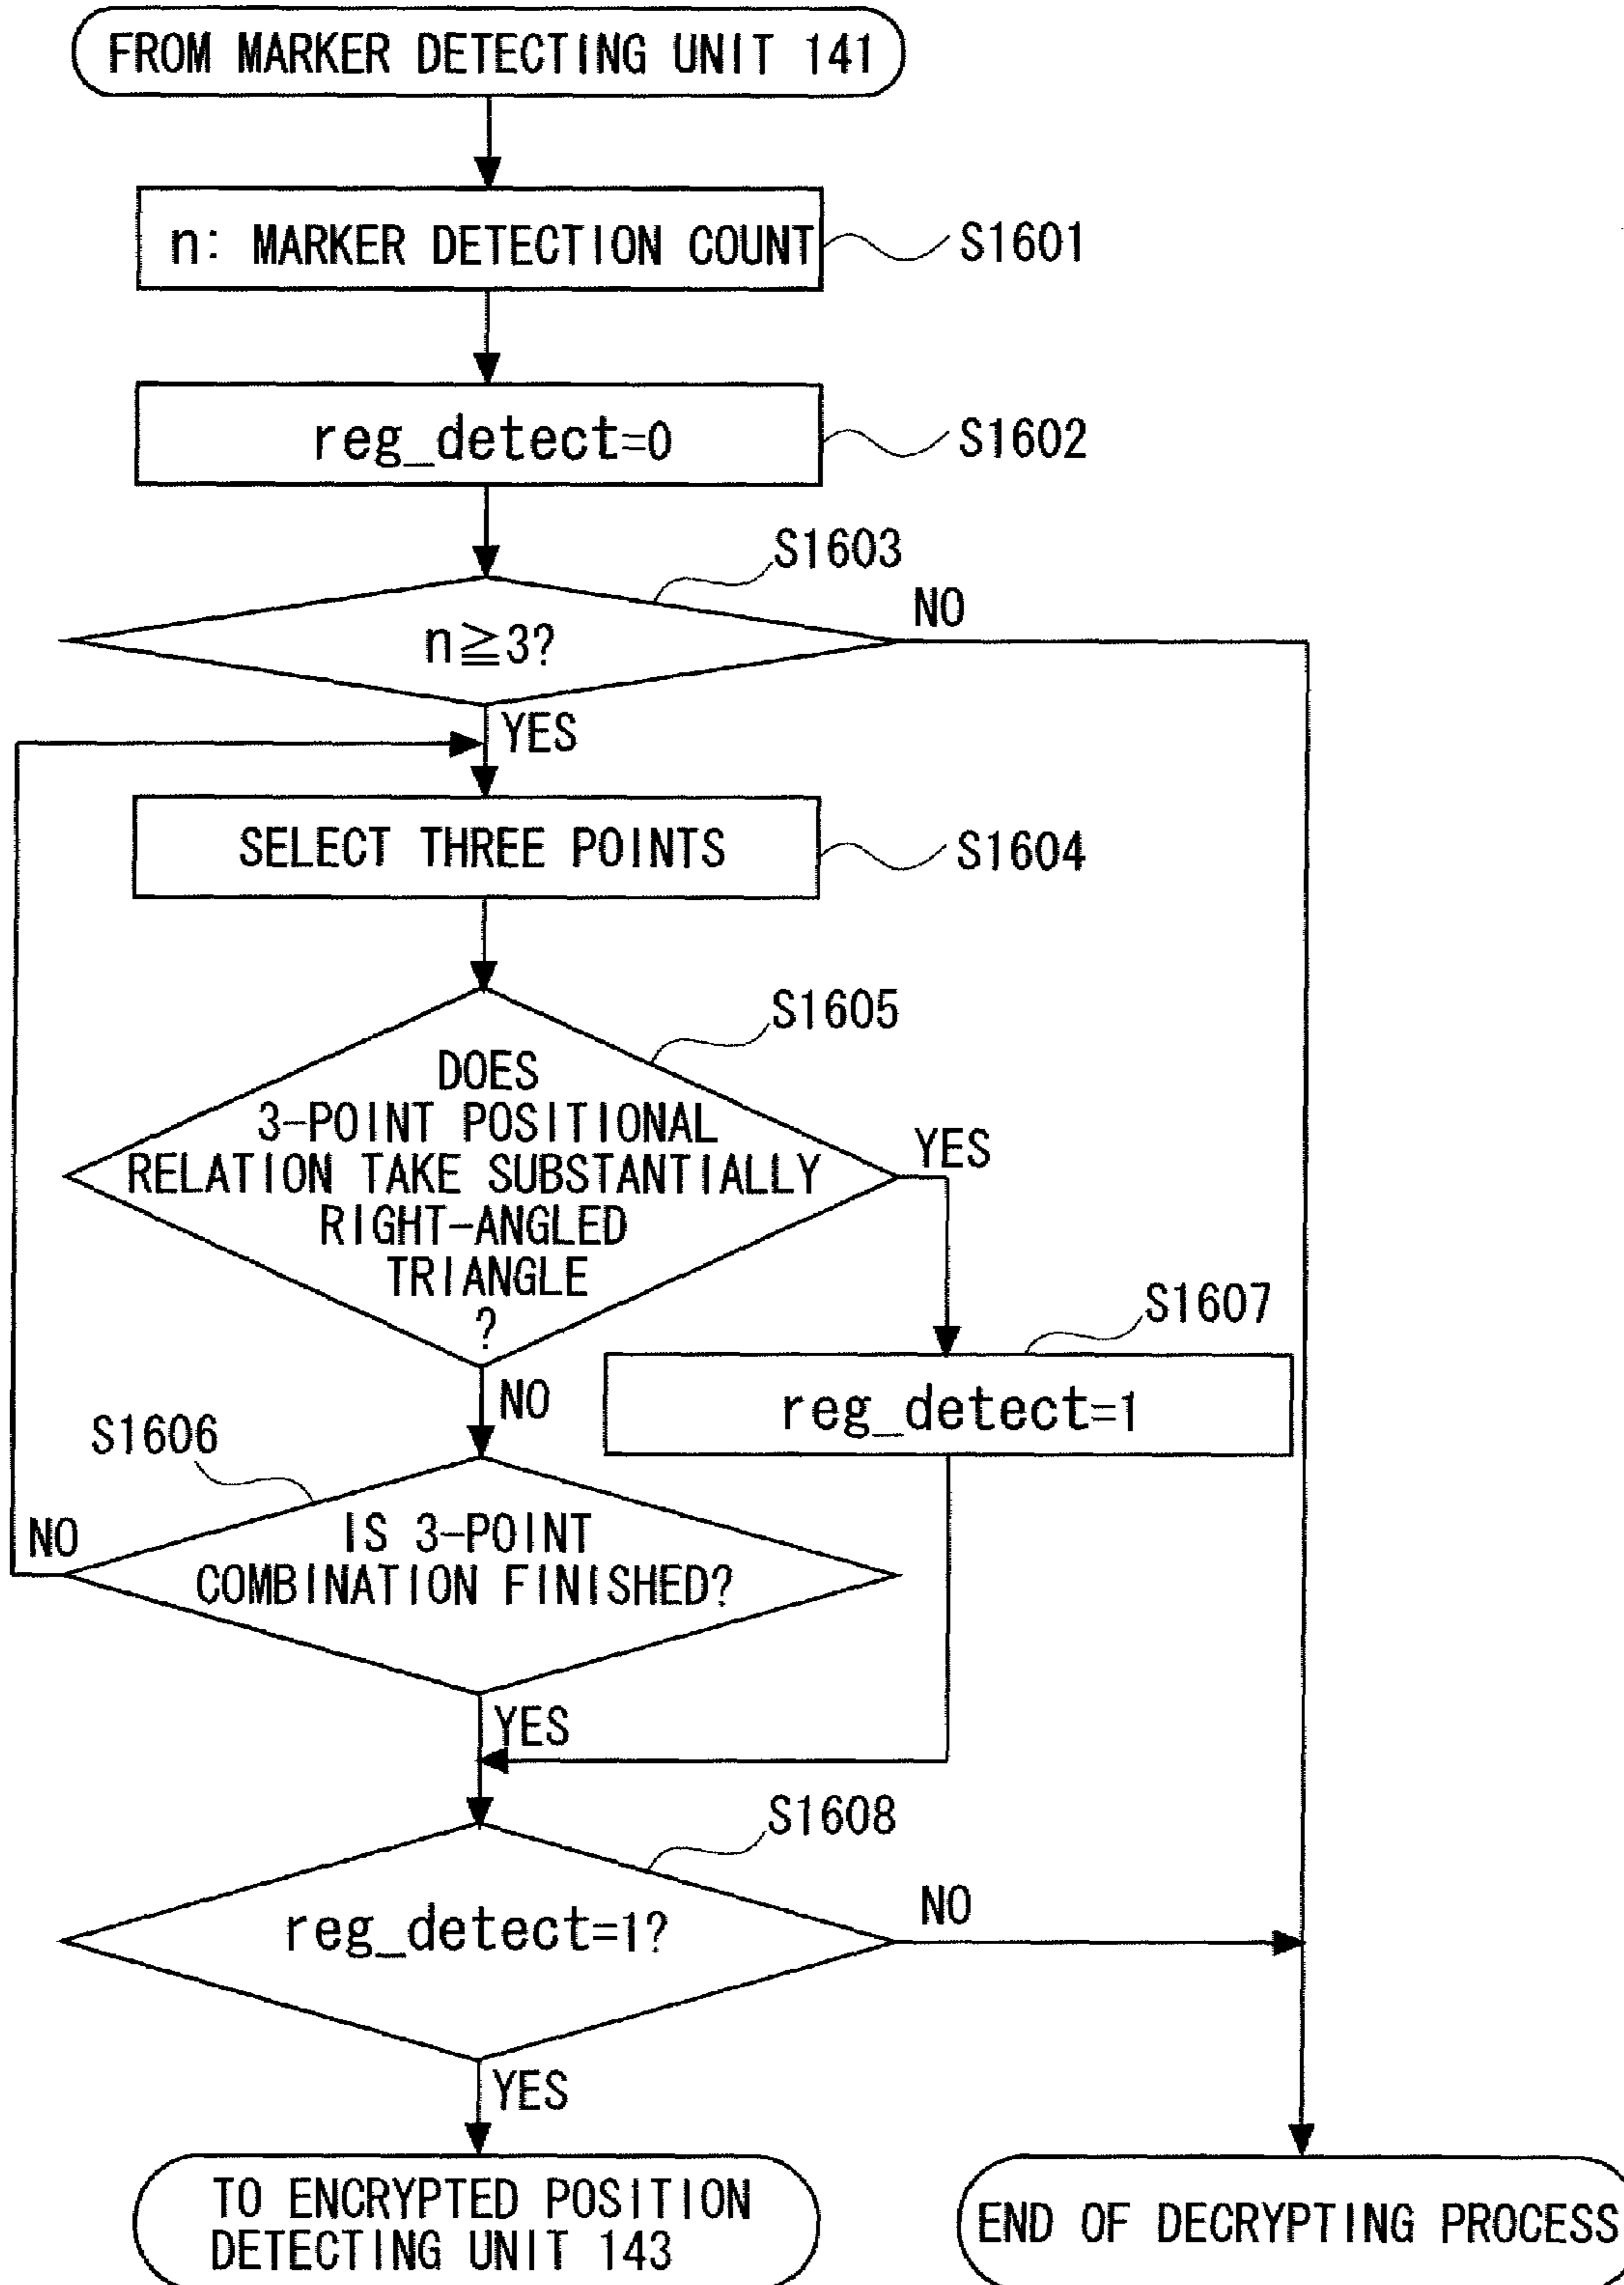 FROM MARKER DETECTING UNIT 141
n: MARKER DETECTION COUNT
S1601
reg_detect=0
S1602
S1603
n≧3?
NO
YES
SELECT THREE POINTS
S1604
S1605
DOES
3-POINT POSITIONAL
RELATION TAKE SUBSTANTIALLY
RIGHT-ANGLED
TRIANGLE
?
YES
NO
S1607
reg_detect=1
S1606
IS 3-POINT
COMBINATION FINISHED?
NO
YES
S1608
reg_detect=1?
NO
YES
TO ENCRYPTED POSITION
DETECTING UNIT 143
END OF DECRYPTING PROCESS